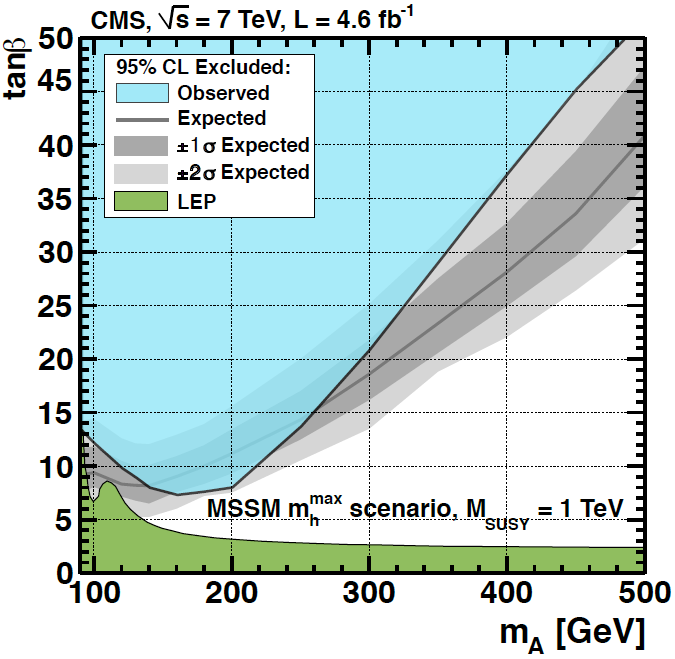 CMS, √s = 7 TeV, L = 4.6 fb⁻¹
tanβ
50
45
40
35
30
25
20
15
10
5
0
95% CL Excluded:
Observed
Expected
±1σ Expected
±2σ Expected
LEP
MSSM m_h^max scenario, M_SUSY = 1 TeV
100 200 300 400 500
m_A [GeV]